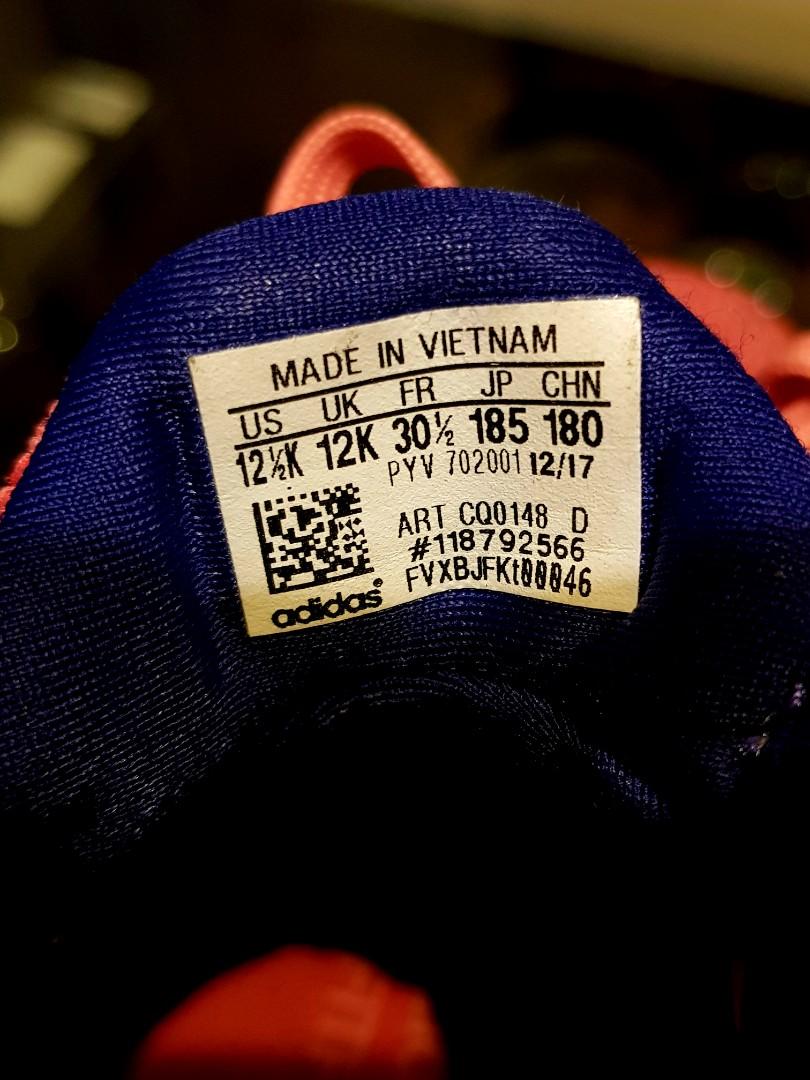 MADE IN VIETNAM
US UK FR JP CHN
12½K 12K 30½ 185 180
PYV 702001 12/17
ART CQ0148 D
#118792566
FVXBJFKt00046
adidas®